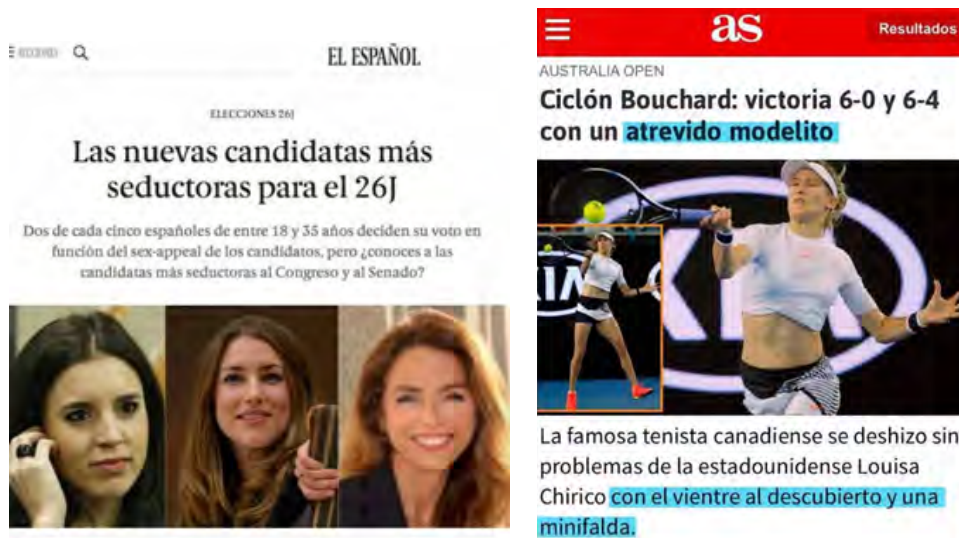 EL ESPAÑOL
ELECCIONES 26J
Las nuevas candidatas más
seductoras para el 26J
Dos de cada cinco españoles de entre 18 y 35 años deciden su voto en
función del sex-appeal de los candidatos, pero ¿conoces a las
candidatas más seductoras al Congreso y al Senado?
as
Resultados
AUSTRALIA OPEN
Ciclón Bouchard: victoria 6-0 y 6-4
con un atrevido modelito
KIA
La famosa tenista canadiense se deshizo sin
problemas de la estadounidense Louisa
Chirico con el vientre al descubierto y una
minifalda.